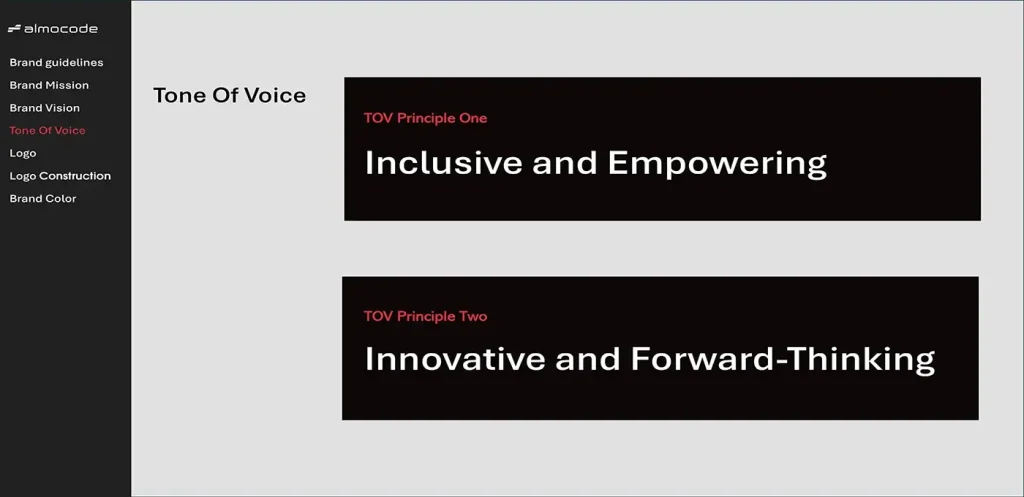 almocode
Brand guidelines
Brand Mission
Brand Vision
Tone Of Voice
Logo
Logo Construction
Brand Color
Tone Of Voice
TOV Principle One
Inclusive and Empowering
TOV Principle Two
Innovative and Forward-Thinking